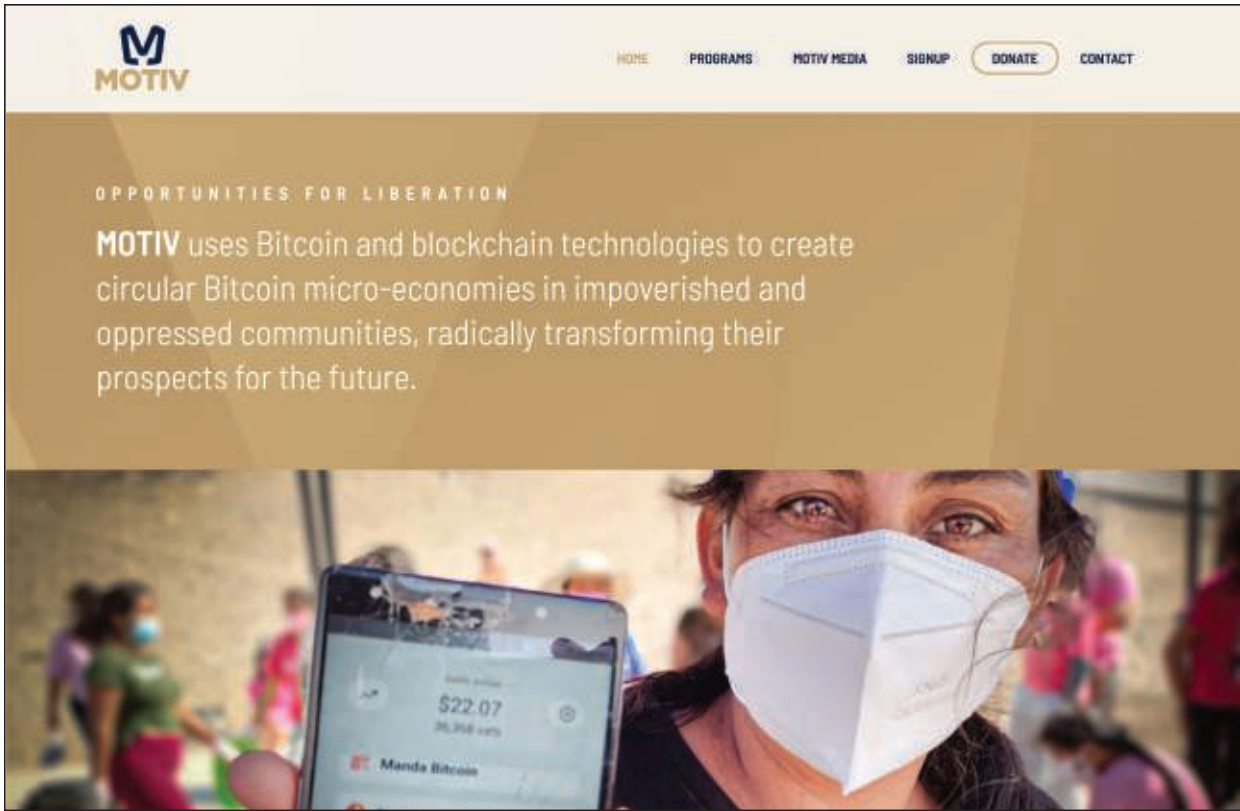 MOTIV
HOME PROGRAMS MOTIV MEDIA SIGNUP DONATE CONTACT
OPPORTUNITIES FOR LIBERATION
MOTIV uses Bitcoin and blockchain technologies to create
circular Bitcoin micro-economies in impoverished and
oppressed communities, radically transforming their
prospects for the future.
$22.07
sats
Manda Bitcoin